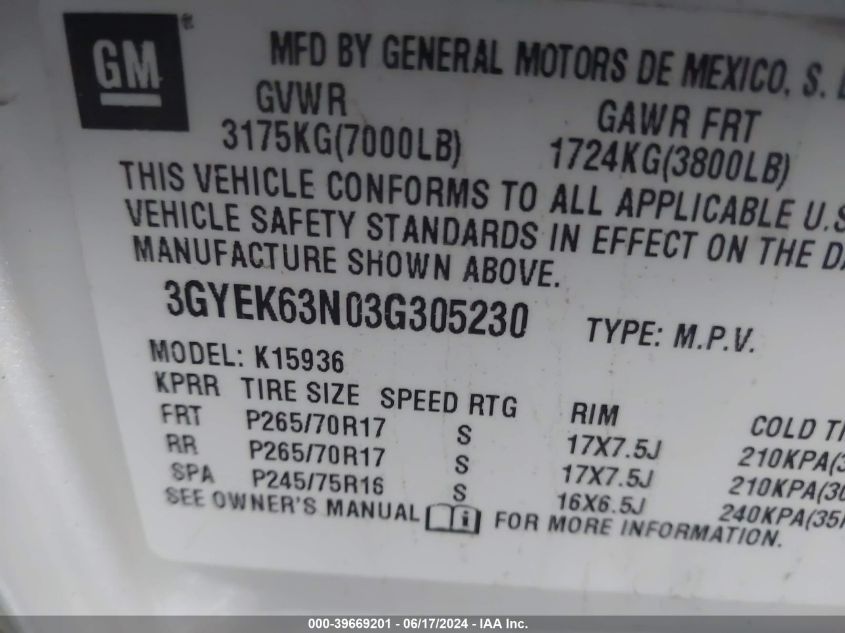 GM®
MFD BY GENERAL MOTORS DE MEXICO, S.
GVWR GAWR FRT
3175KG(7000LB) 1724KG(3800LB)
THIS VEHICLE CONFORMS TO ALL APPLICABLE U.S
VEHICLE SAFETY STANDARDS IN EFFECT ON THE DA
MANUFACTURE SHOWN ABOVE.
3GYEK63N03G305230 TYPE: M.P.V.
MODEL: K15936
KPRR TIRE SIZE SPEED RTG RIM COLD TI
FRT P265/70R17 S 17X7.5J 210KPA(3
RR P265/70R17 S 17X7.5J 210KPA(30
SPA P245/75R16 S 16X6.5J 240KPA(35
SEE OWNER'S MANUAL i FOR MORE INFORMATION.
000-39669201 - 06/17/2024 - IAA Inc.